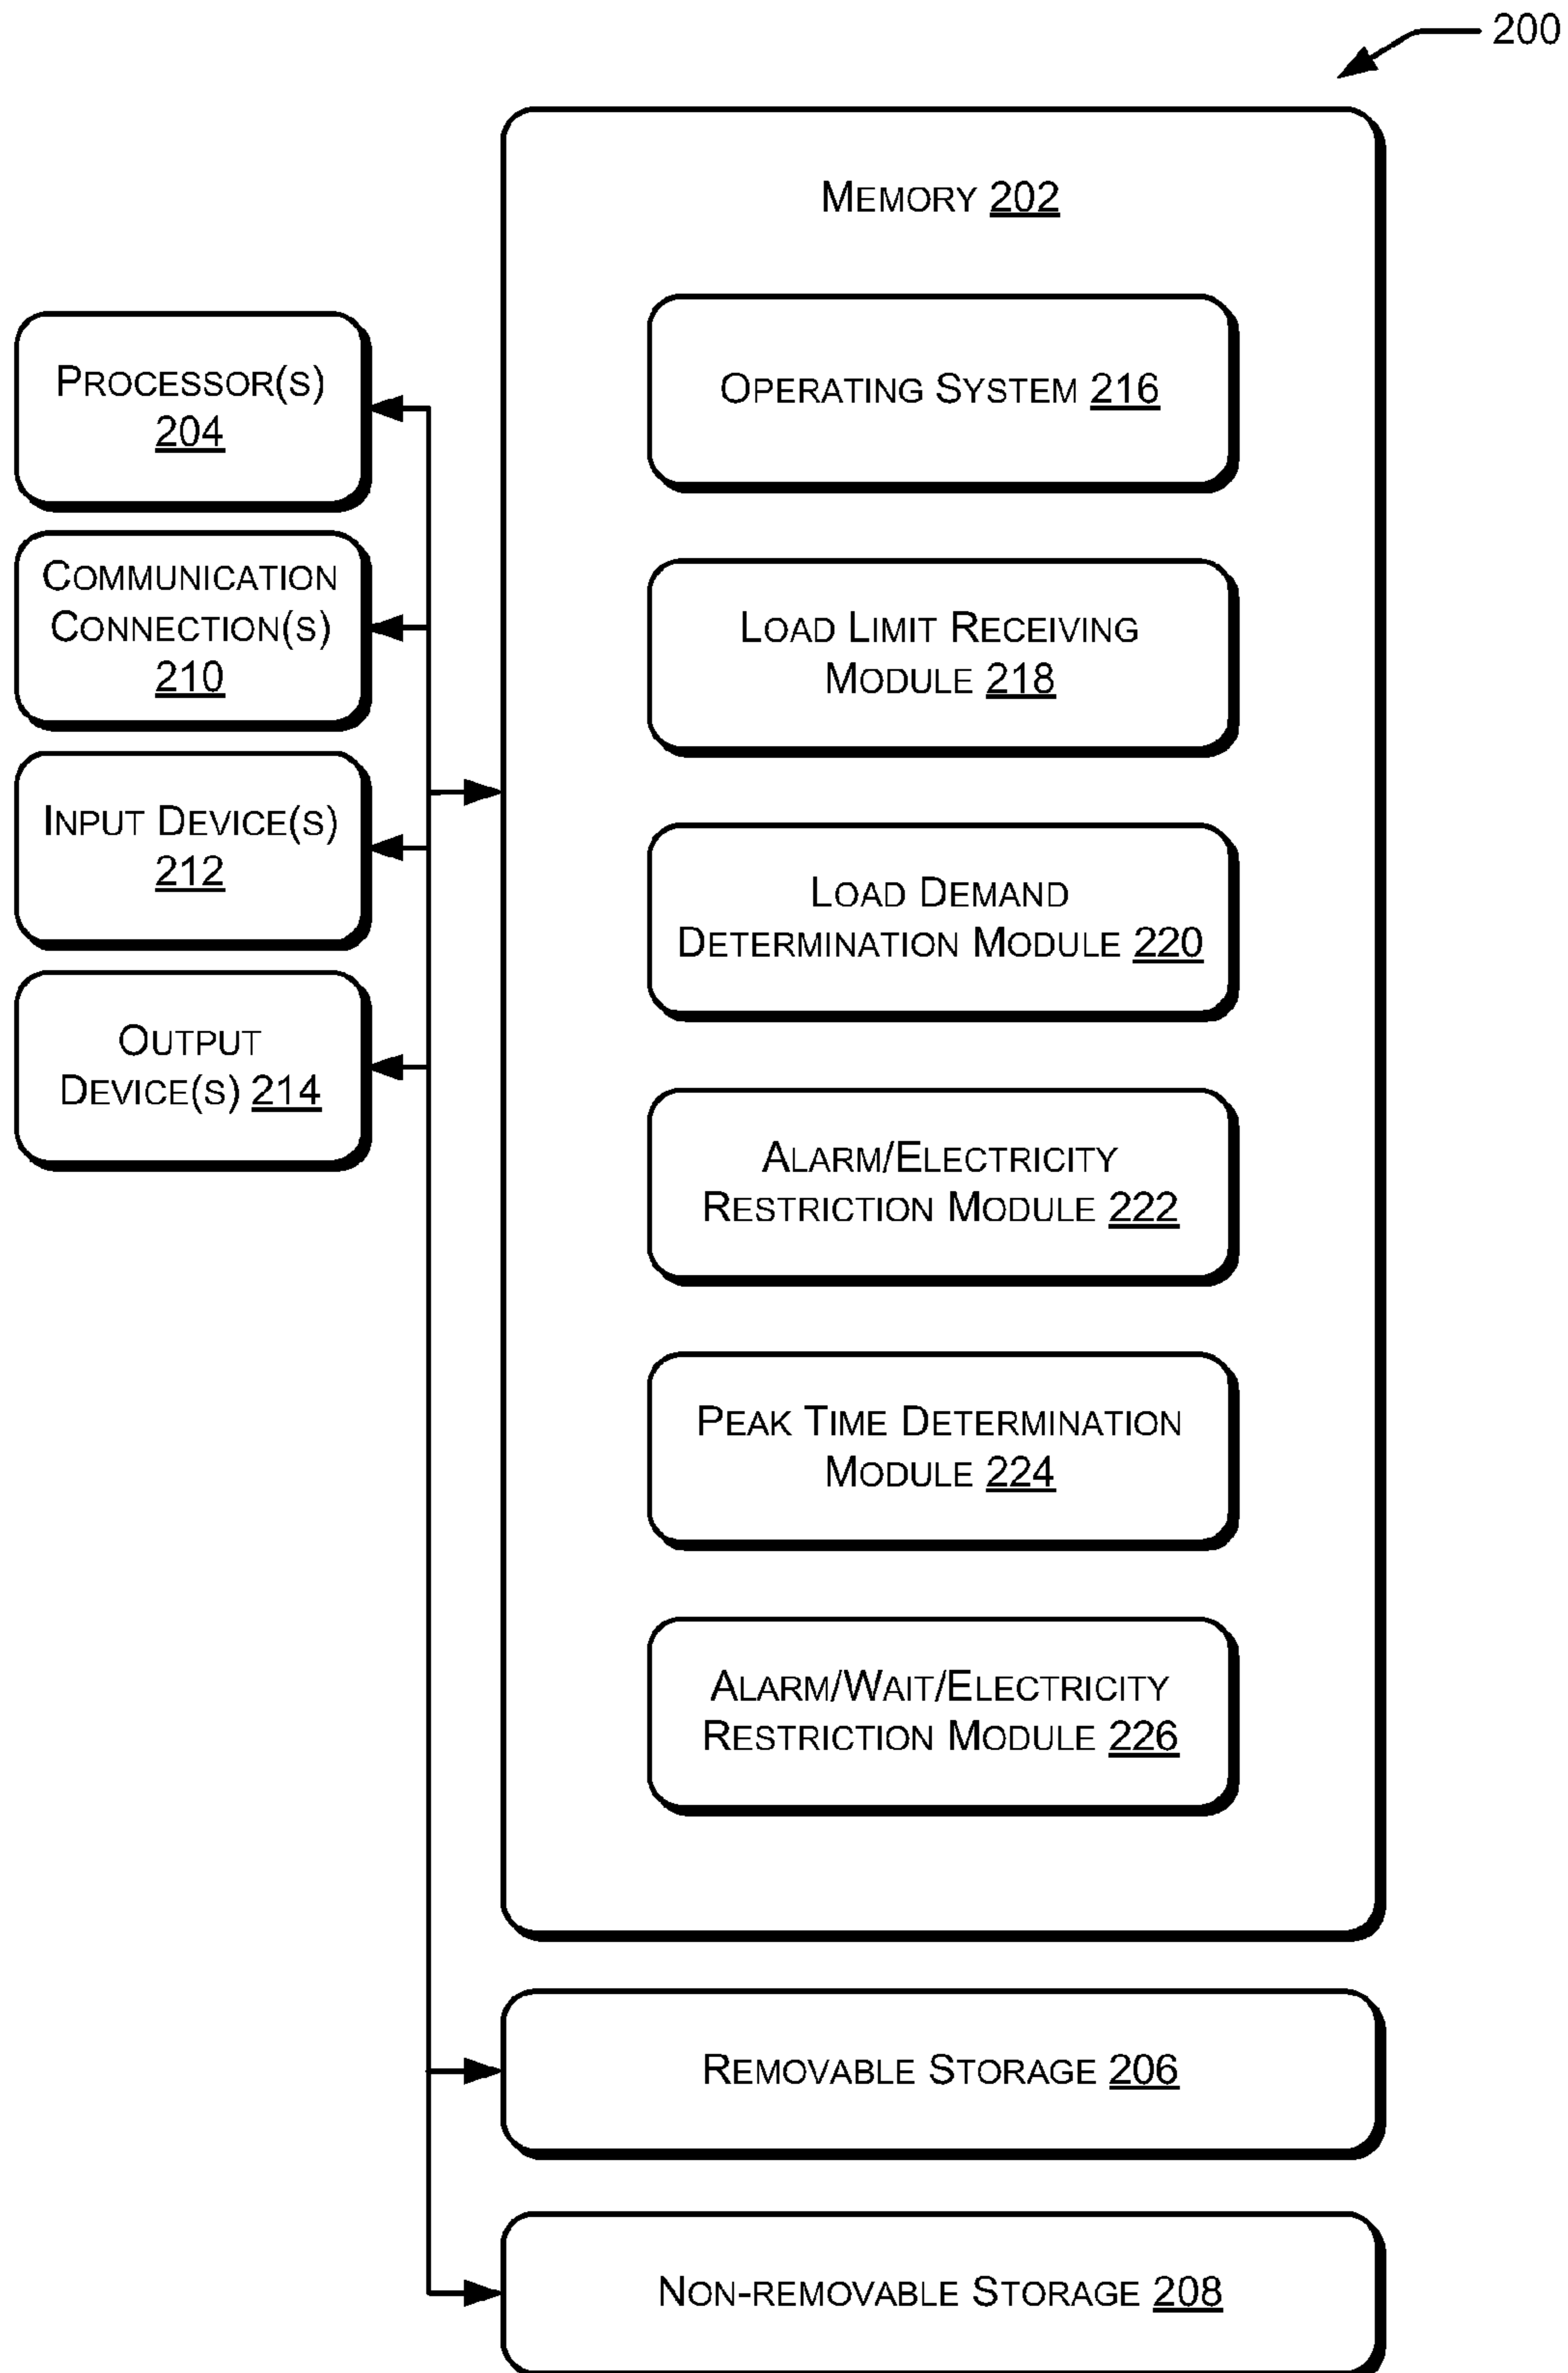 200
MEMORY 202
OPERATING SYSTEM 216
LOAD LIMIT RECEIVING
MODULE 218
LOAD DEMAND
DETERMINATION MODULE 220
ALARM/ELECTRICITY
RESTRICTION MODULE 222
PEAK TIME DETERMINATION
MODULE 224
ALARM/WAIT/ELECTRICITY
RESTRICTION MODULE 226
PROCESSOR(S)
204
COMMUNICATION
CONNECTION(S)
210
INPUT DEVICE(S)
212
OUTPUT
DEVICE(S) 214
REMOVABLE STORAGE 206
NON-REMOVABLE STORAGE 208